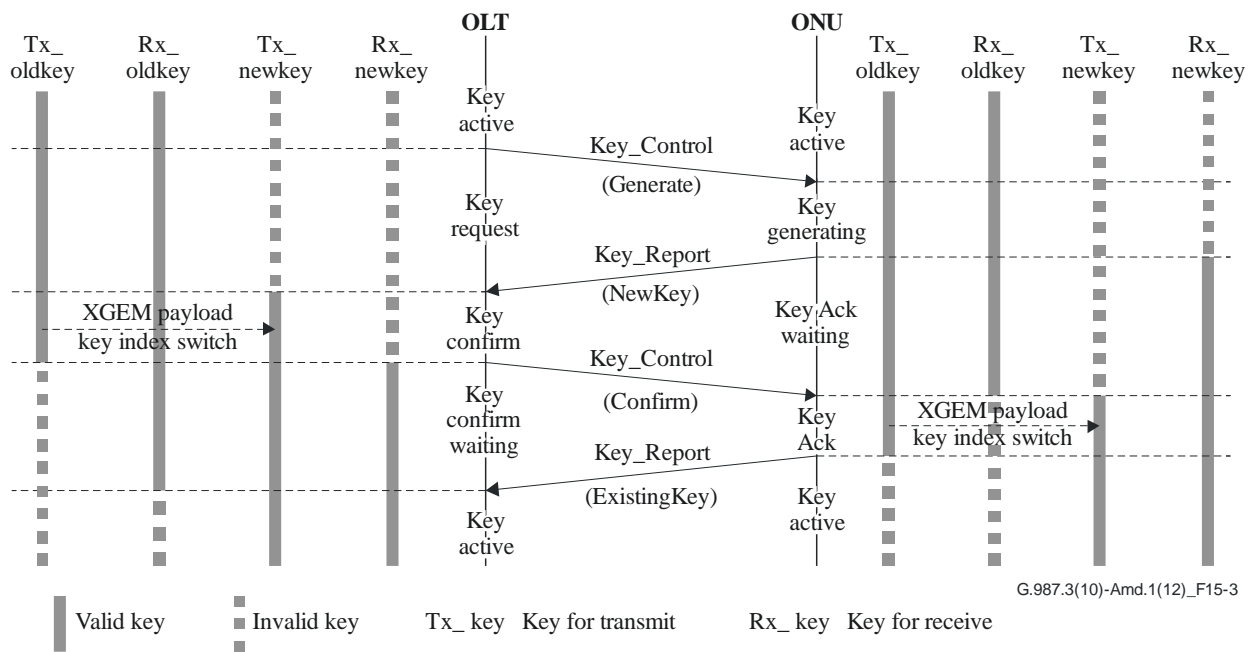 OLT
ONU
Tx_
oldkey
Rx_
oldkey
Tx_
newkey
Rx_
newkey
Tx_
oldkey
Rx_
oldkey
Tx_
newkey
Rx_
newkey
Key
active
Key
active
Key_Control
(Generate)
Key
request
Key
generating
Key_Report
(NewKey)
XGEM payload
key index switch
Key
confirm
Key Ack
waiting
Key_Control
(Confirm)
Key
confirm
waiting
Key
Ack
XGEM payload
key index switch
Key_Report
(ExistingKey)
Key
active
Key
active
G.987.3(10)-Amd.1(12)_F15-3
Valid key
Invalid key
Tx_ key Key for transmit
Rx_ key Key for receive